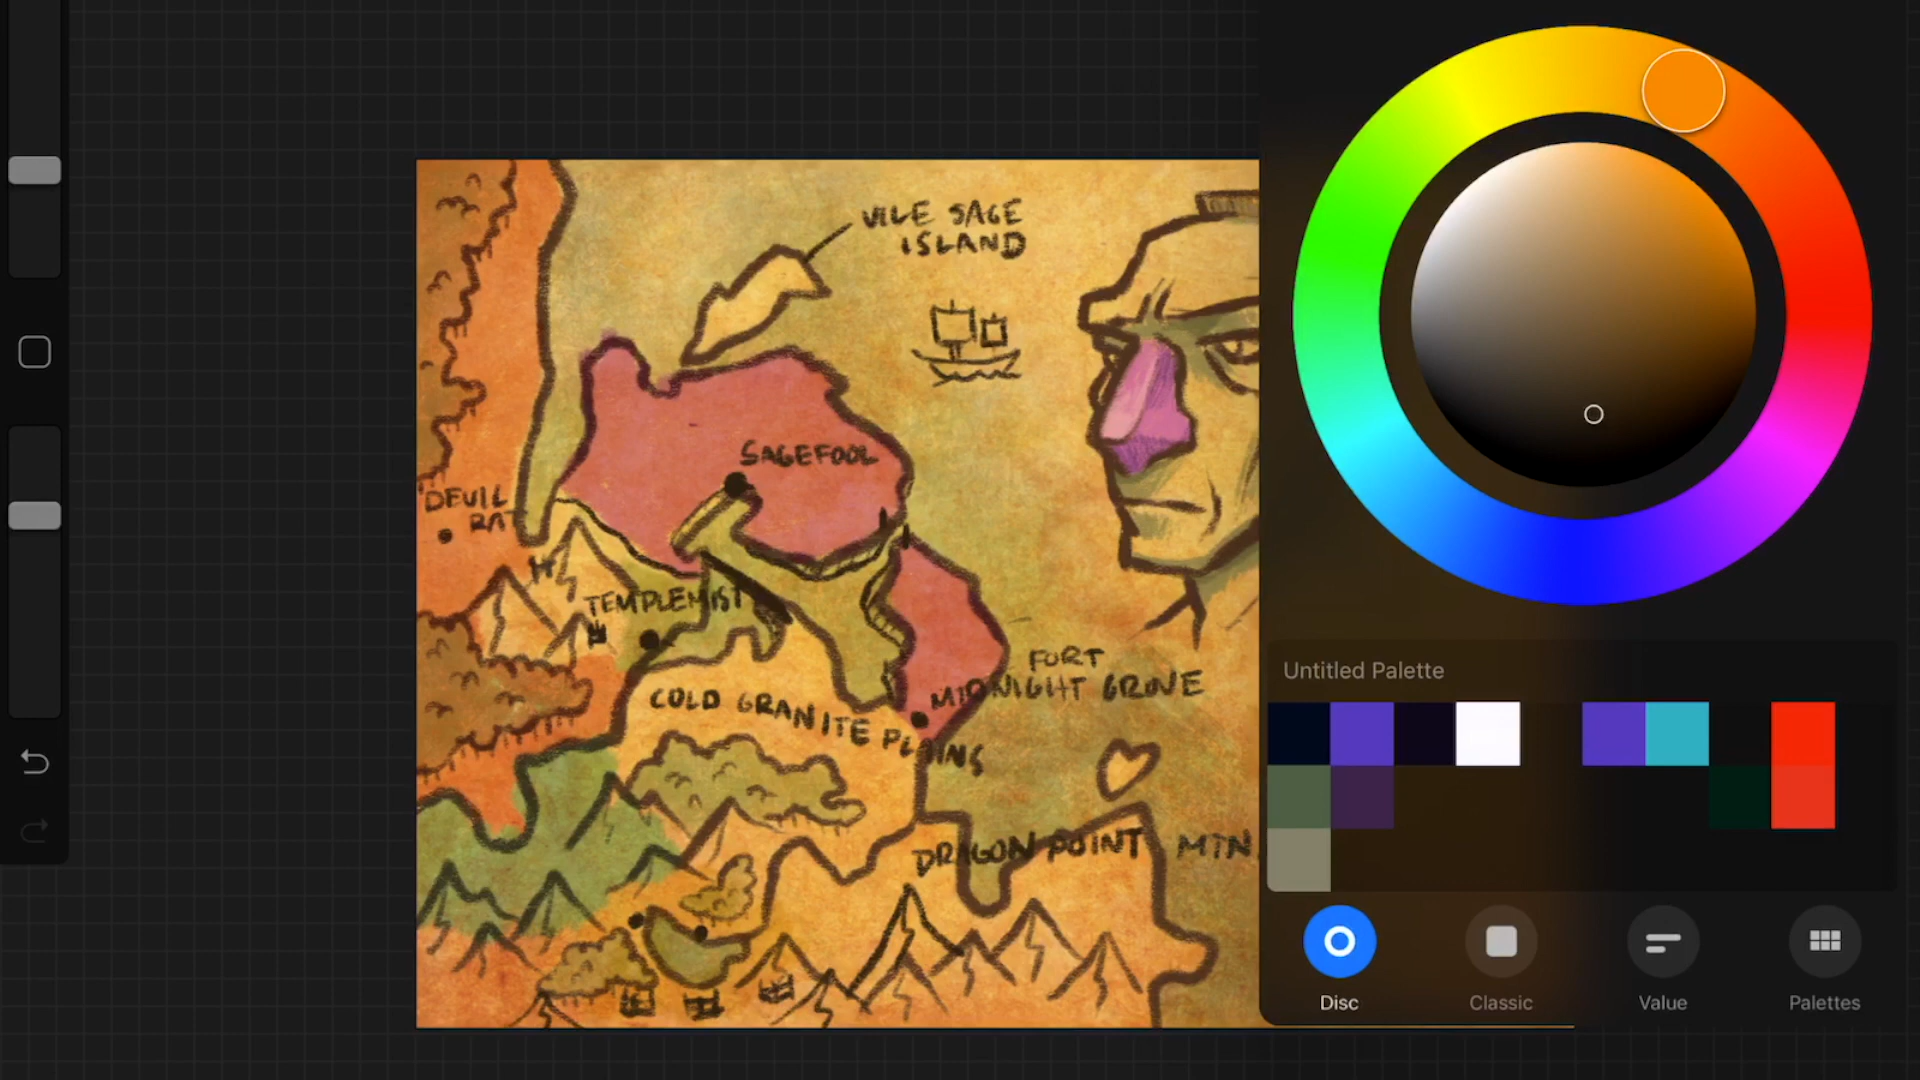 VILE SAGE
ISLAND
SAGEFOOL
DEVIL
RAT
TEMPLEMIST
FORT
MIDNIGHT GROVE
COLD GRANITE PLAINS
DRAGON POINT MTN
Untitled Palette
Disc
Classic
Value
Palettes